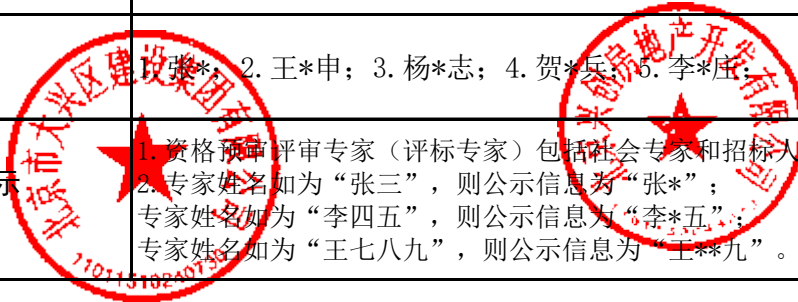 1.张*；2.王*申；3.杨*志；4.贺*兵；5.李*庄；
示
1.资格预审评审专家（评标专家）包括社会专家和招标人
2.专家姓名如为“张三”，则公示信息为“张*”；
专家姓名如为“李四五”，则公示信息为“李*五”；
专家姓名如为“王七八九”，则公示信息为“王**九”。
北京市大兴区建设集团有限公司
北京兴创房地产开发有限公司